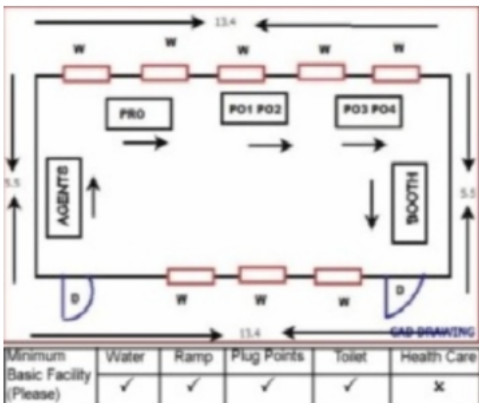 13.4
W W W W W
PRO PO1 PO2 PO3 PO4
5.5 5.5
AGENTS BOOTH
D D
W W W
13.4 CAD DRAWING
Minimum Basic Facility (Please) Water Ramp Plug Points Toilet Health Care
✓ ✓ ✓ ✓ ×